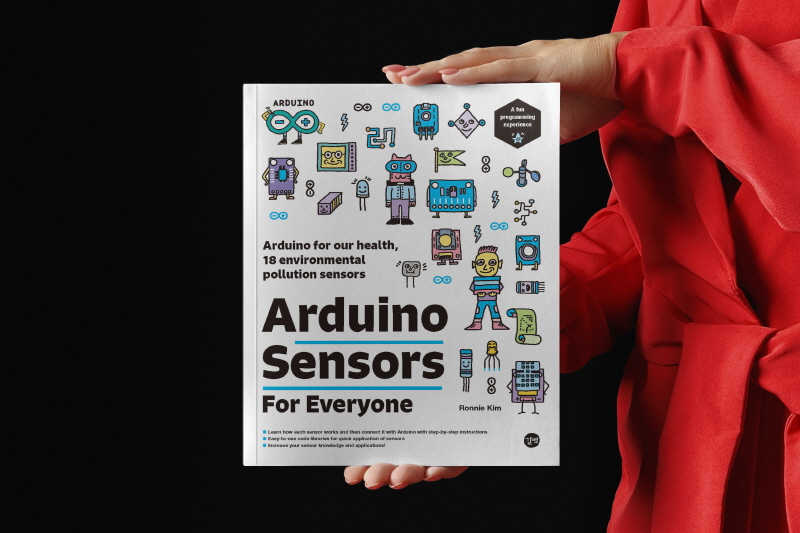 ARDUINO
A fun
programming
experience
Arduino for our health,
18 environmental
pollution sensors
Arduino
Sensors
For Everyone
Ronnie Kim
Learn how each sensor works and then connect it with Arduino with step-by-step instructions
Easy-to-use code libraries for quick application of sensors
Increase your sensor knowledge and applications!